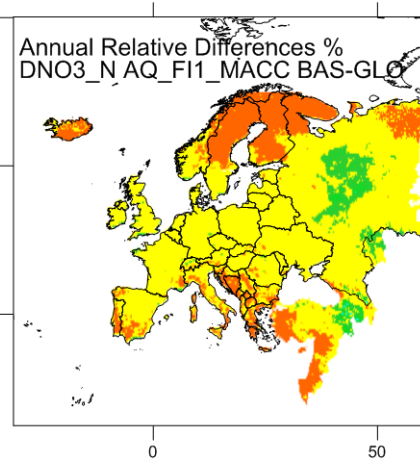 Annual Relative Differences %
DNO3_N AQ_FI1_MACC BAS-GLO
0
50